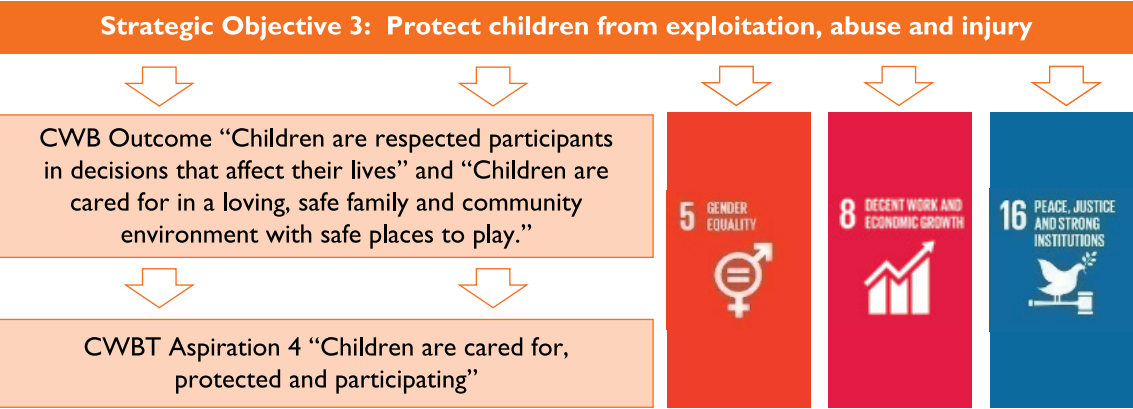 Strategic Objective 3:  Protect children from exploitation, abuse and injury
CWB Outcome “Children are respected participants
in decisions that affect their lives” and “Children are
cared for in a loving, safe family and community
environment with safe places to play.”
CWBT Aspiration 4 “Children are cared for,
protected and participating”
5 GENDER
EQUALITY
8 DECENT WORK AND
ECONOMIC GROWTH
16 PEACE, JUSTICE
AND STRONG
INSTITUTIONS